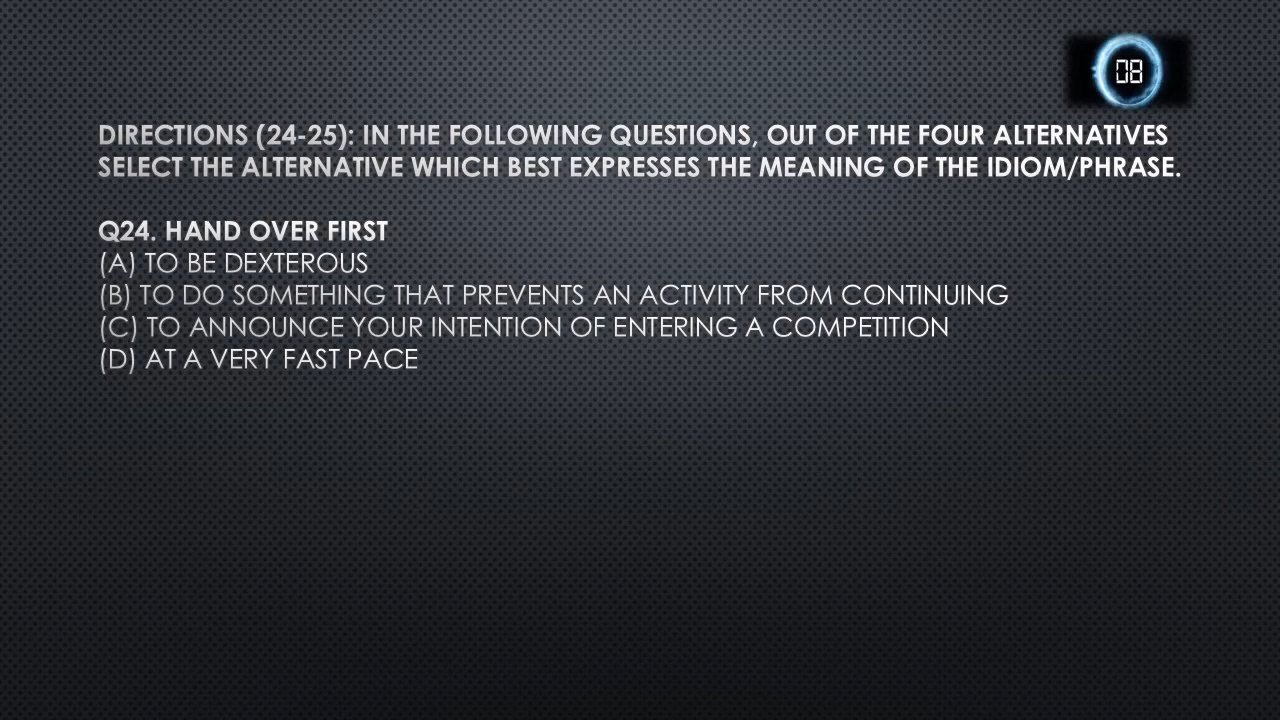 08
DIRECTIONS (24-25): IN THE FOLLOWING QUESTIONS, OUT OF THE FOUR ALTERNATIVES
SELECT THE ALTERNATIVE WHICH BEST EXPRESSES THE MEANING OF THE IDIOM/PHRASE.
Q24. HAND OVER FIRST
(A) TO BE DEXTEROUS
(B) TO DO SOMETHING THAT PREVENTS AN ACTIVITY FROM CONTINUING
(C) TO ANNOUNCE YOUR INTENTION OF ENTERING A COMPETITION
(D) AT A VERY FAST PACE